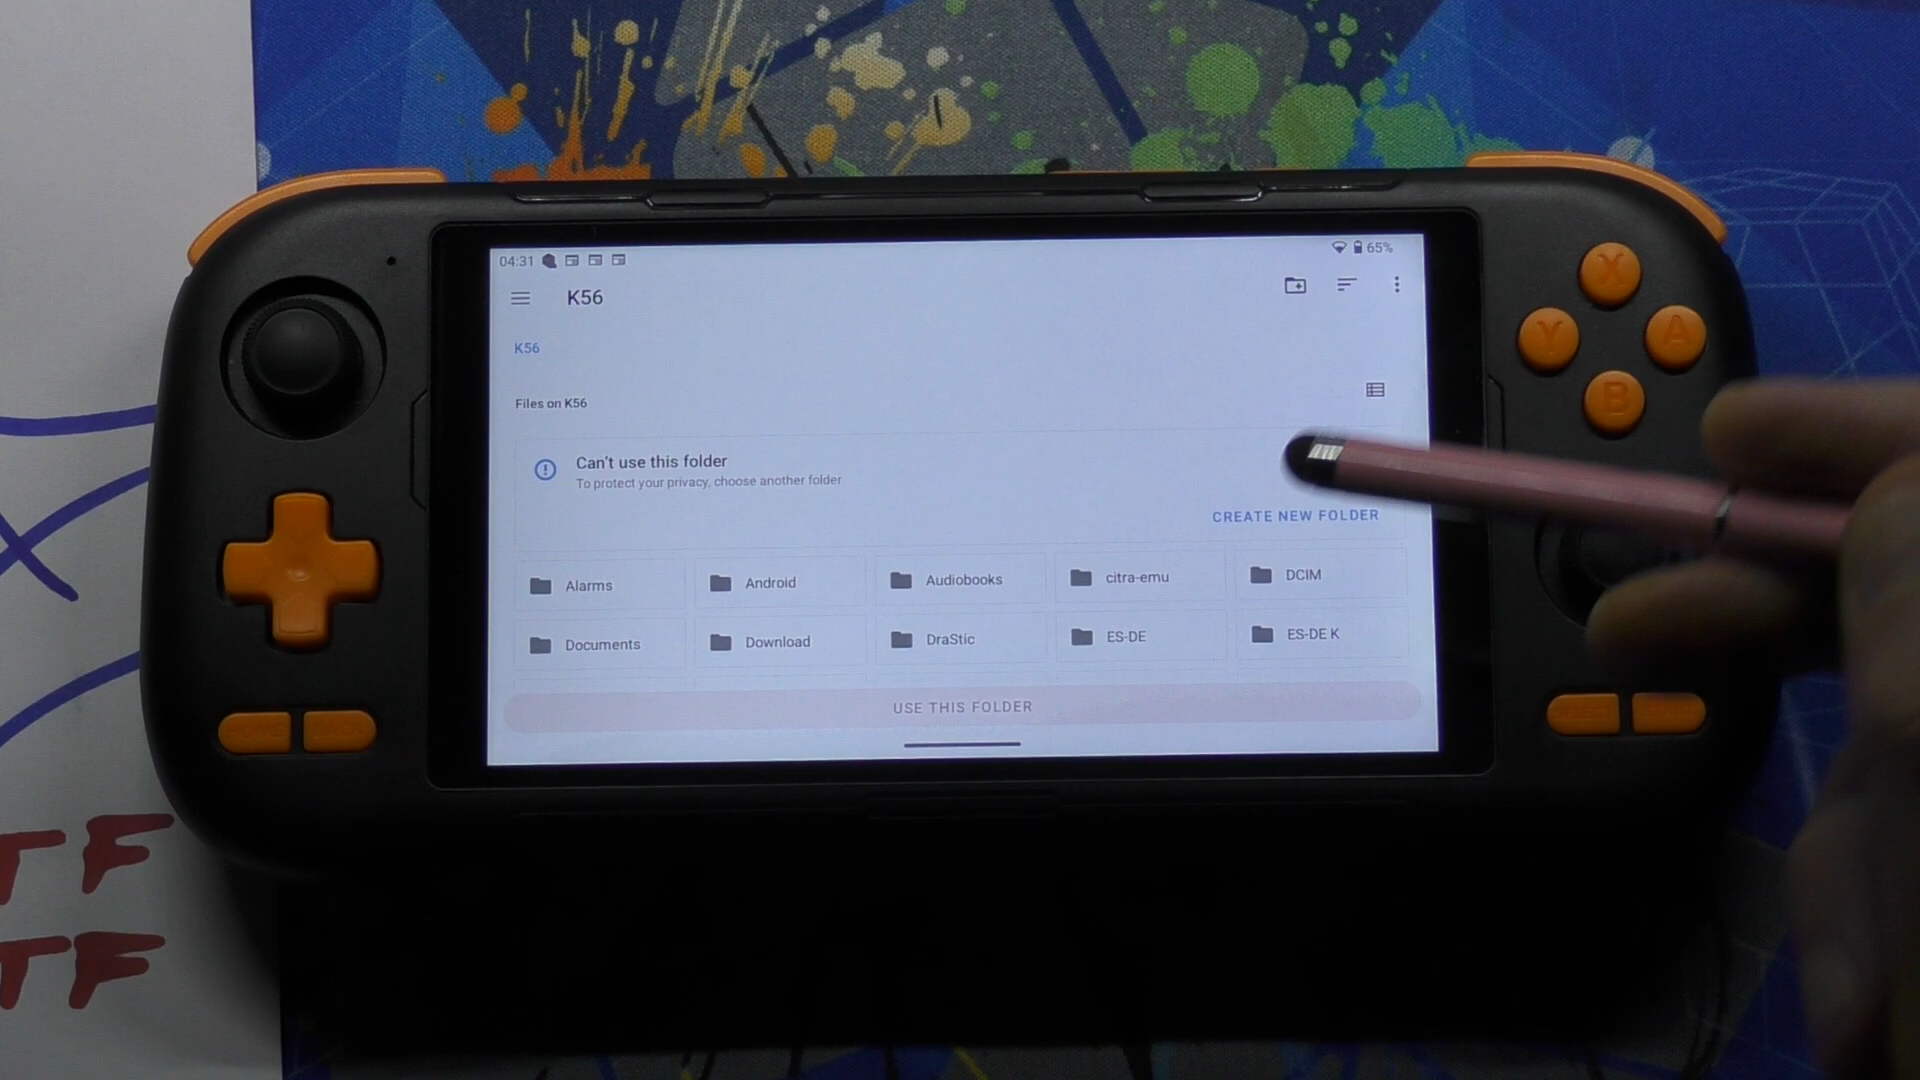 04:31
65%
K56
K56
Files on K56
Can't use this folder
To protect your privacy, choose another folder
CREATE NEW FOLDER
Alarms
Android
Audiobooks
citra-emu
DCIM
Documents
Download
DraStic
ES-DE
ES-DE K
USE THIS FOLDER
X
Y
A
B
TF
TF